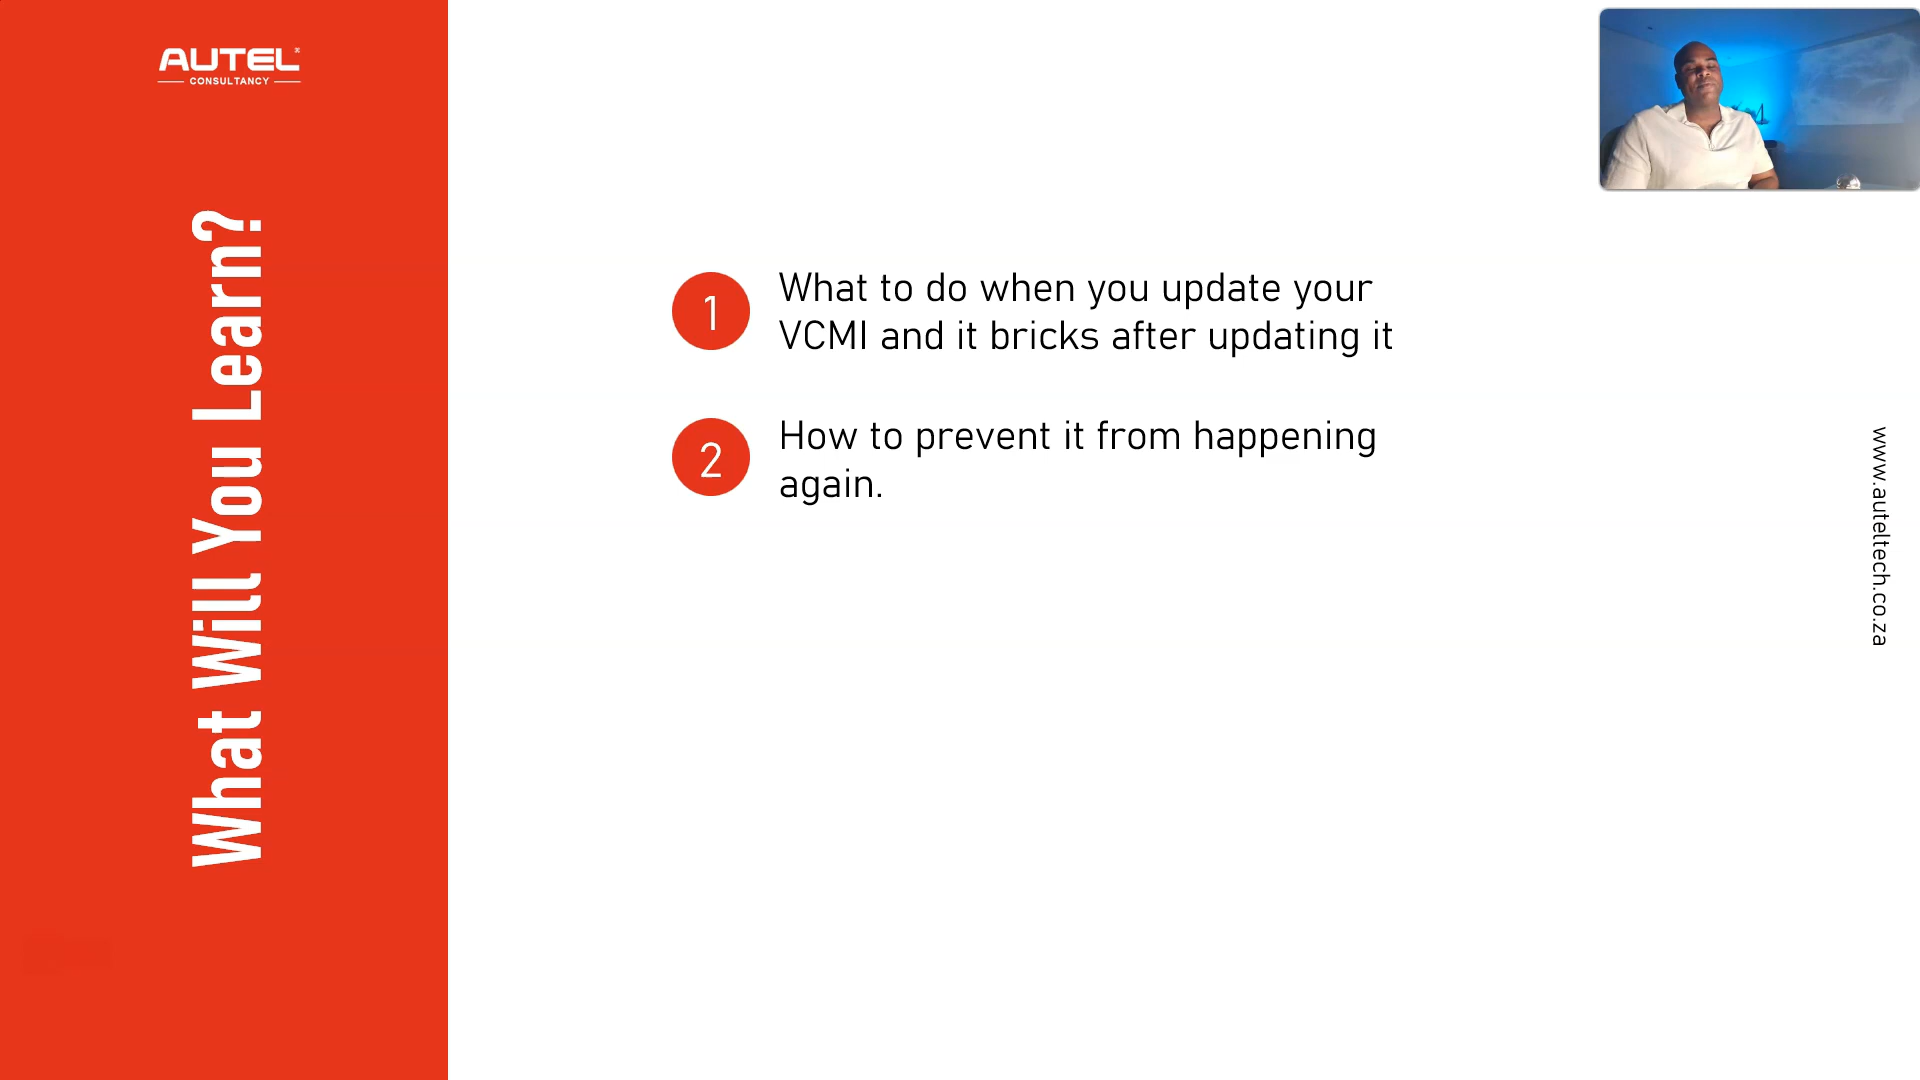 AUTEL®
CONSULTANCY
What Will You Learn?
1
What to do when you update your
VCMI and it bricks after updating it
2
How to prevent it from happening
again.
www.auteltech.co.za